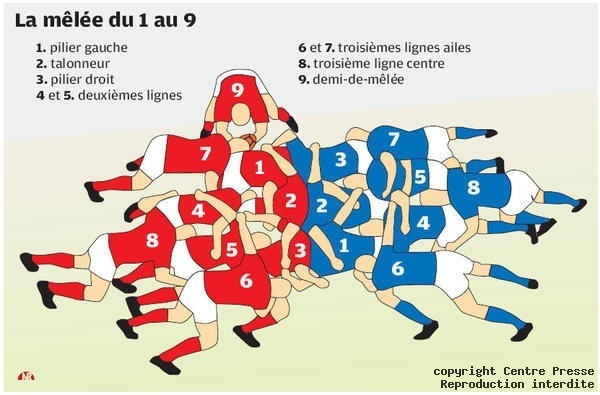 La mêlée du 1 au 9
1. pilier gauche
2. talonneur
3. pilier droit
4 et 5. deuxièmes lignes
6 et 7. troisièmes lignes ailes
8. troisième ligne centre
9. demi-de-mêlée
9
7
1
2
4
8
5
3
6
7
3
5
8
2
4
1
6
NR
copyright Centre Presse
Reproduction interdite